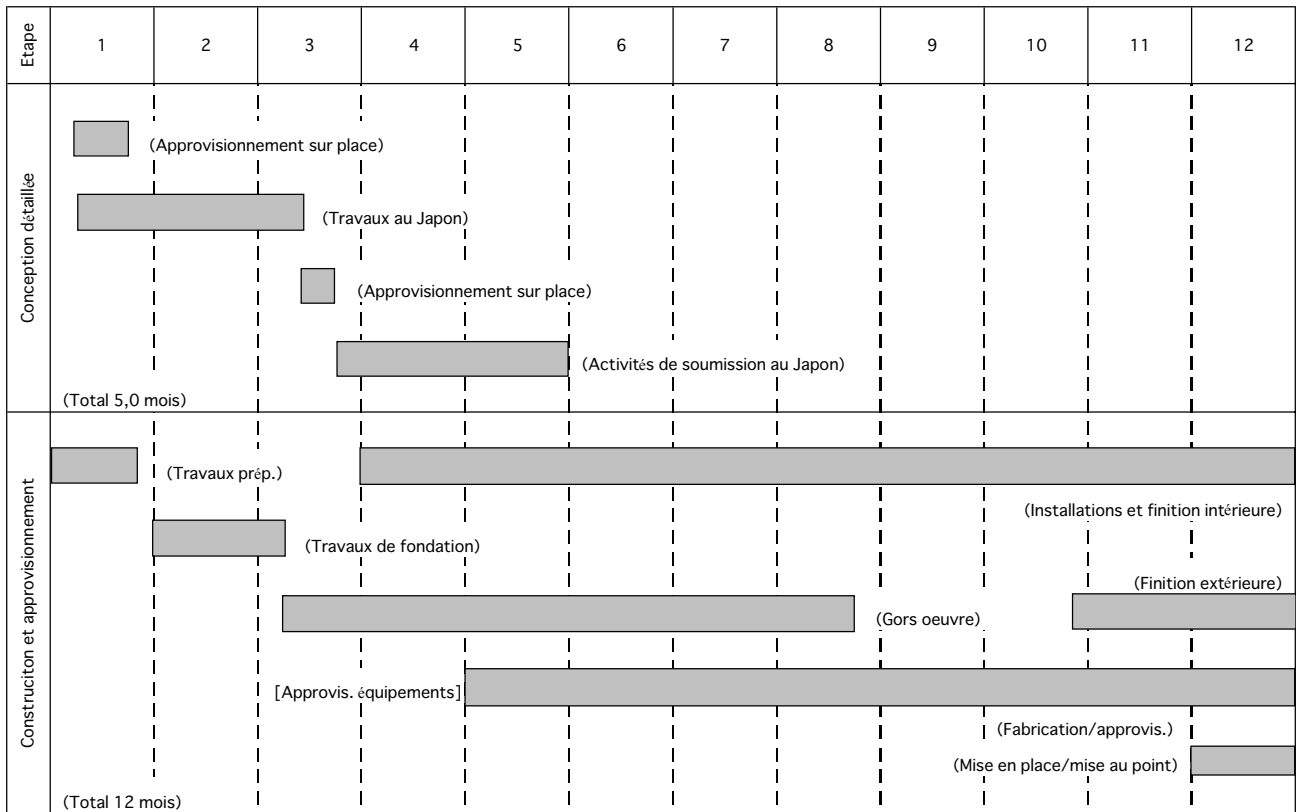 Etape
1 2 3 4 5 6 7 8 9 10 11 12
Conception détaillée
(Approvisionnement sur place)
(Travaux au Japon)
(Approvisionnement sur place)
(Activités de soumission au Japon)
(Total 5,0 mois)
Construciton et approvisionnement
(Travaux prép.)
(Installations et finition intérieure)
(Travaux de fondation)
(Finition extérieure)
(Gors oeuvre)
[Approvis. équipements]
(Fabrication/approvis.)
(Mise en place/mise au point)
(Total 12 mois)